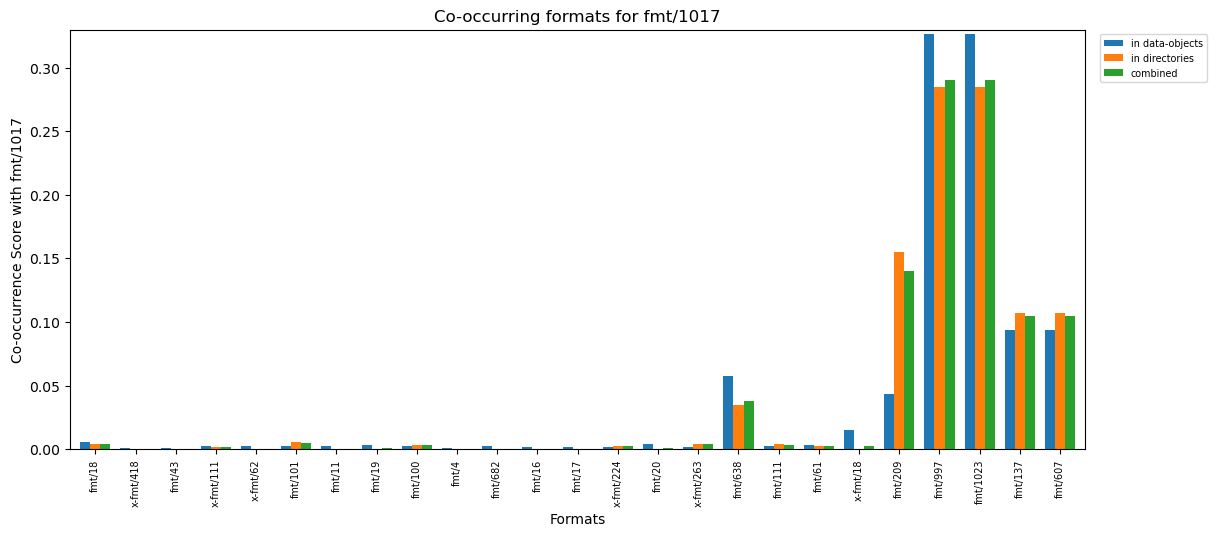 Co-occurring formats for fmt/1017
in data-objects
in directories
combined
Co-occurrence Score with fmt/1017
0.30
0.25
0.20
0.15
0.10
0.05
0.00
fmt/18
x-fmt/418
fmt/43
x-fmt/111
x-fmt/62
fmt/101
fmt/11
fmt/19
fmt/100
fmt/4
fmt/682
fmt/16
fmt/17
x-fmt/224
fmt/20
x-fmt/263
fmt/638
fmt/111
fmt/61
x-fmt/18
fmt/209
fmt/997
fmt/1023
fmt/137
fmt/607
Formats